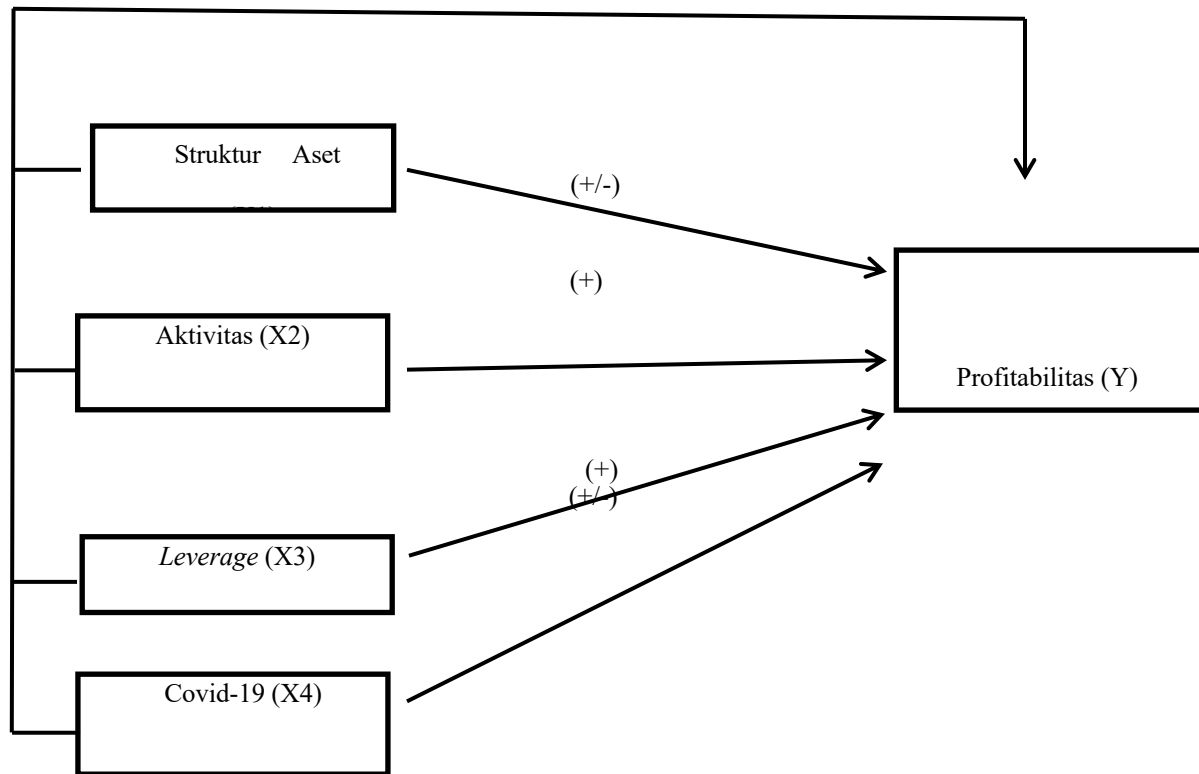 Struktur Aset
(+/-)
(+)
Aktivitas (X2)
Profitabilitas (Y)
(+)
(+/-)
Leverage (X3)
Covid-19 (X4)